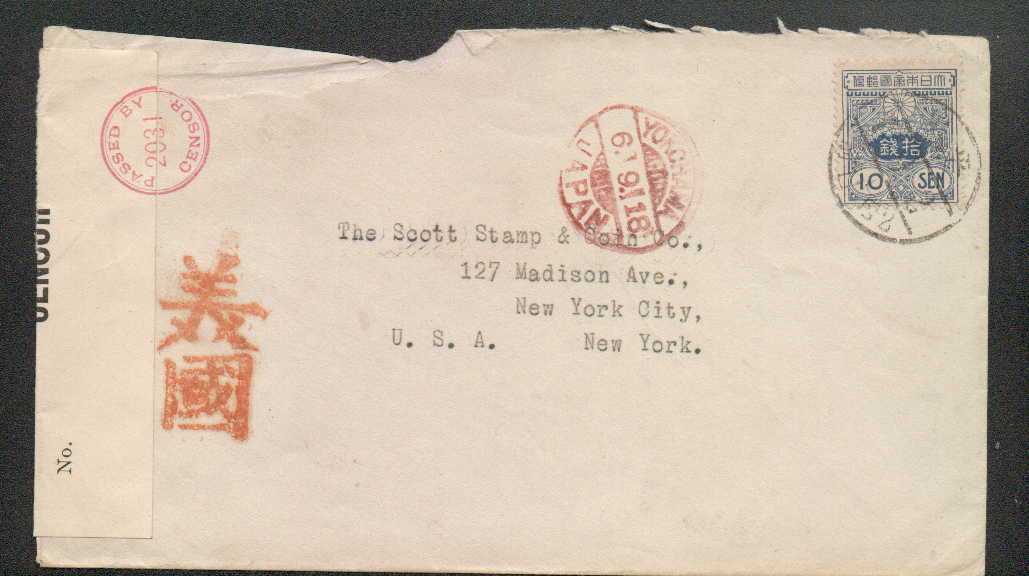 PASSED BY
2031
CENSOR.
CENSOR
No.
美國
YOKOHAMA
6. 9. 18
JAPAN
便郵國帝本日大
錢拾
10 SEN
The Scott Stamp & Coin Co.,
127 Madison Ave.,
New York City,
U. S. A. New York.